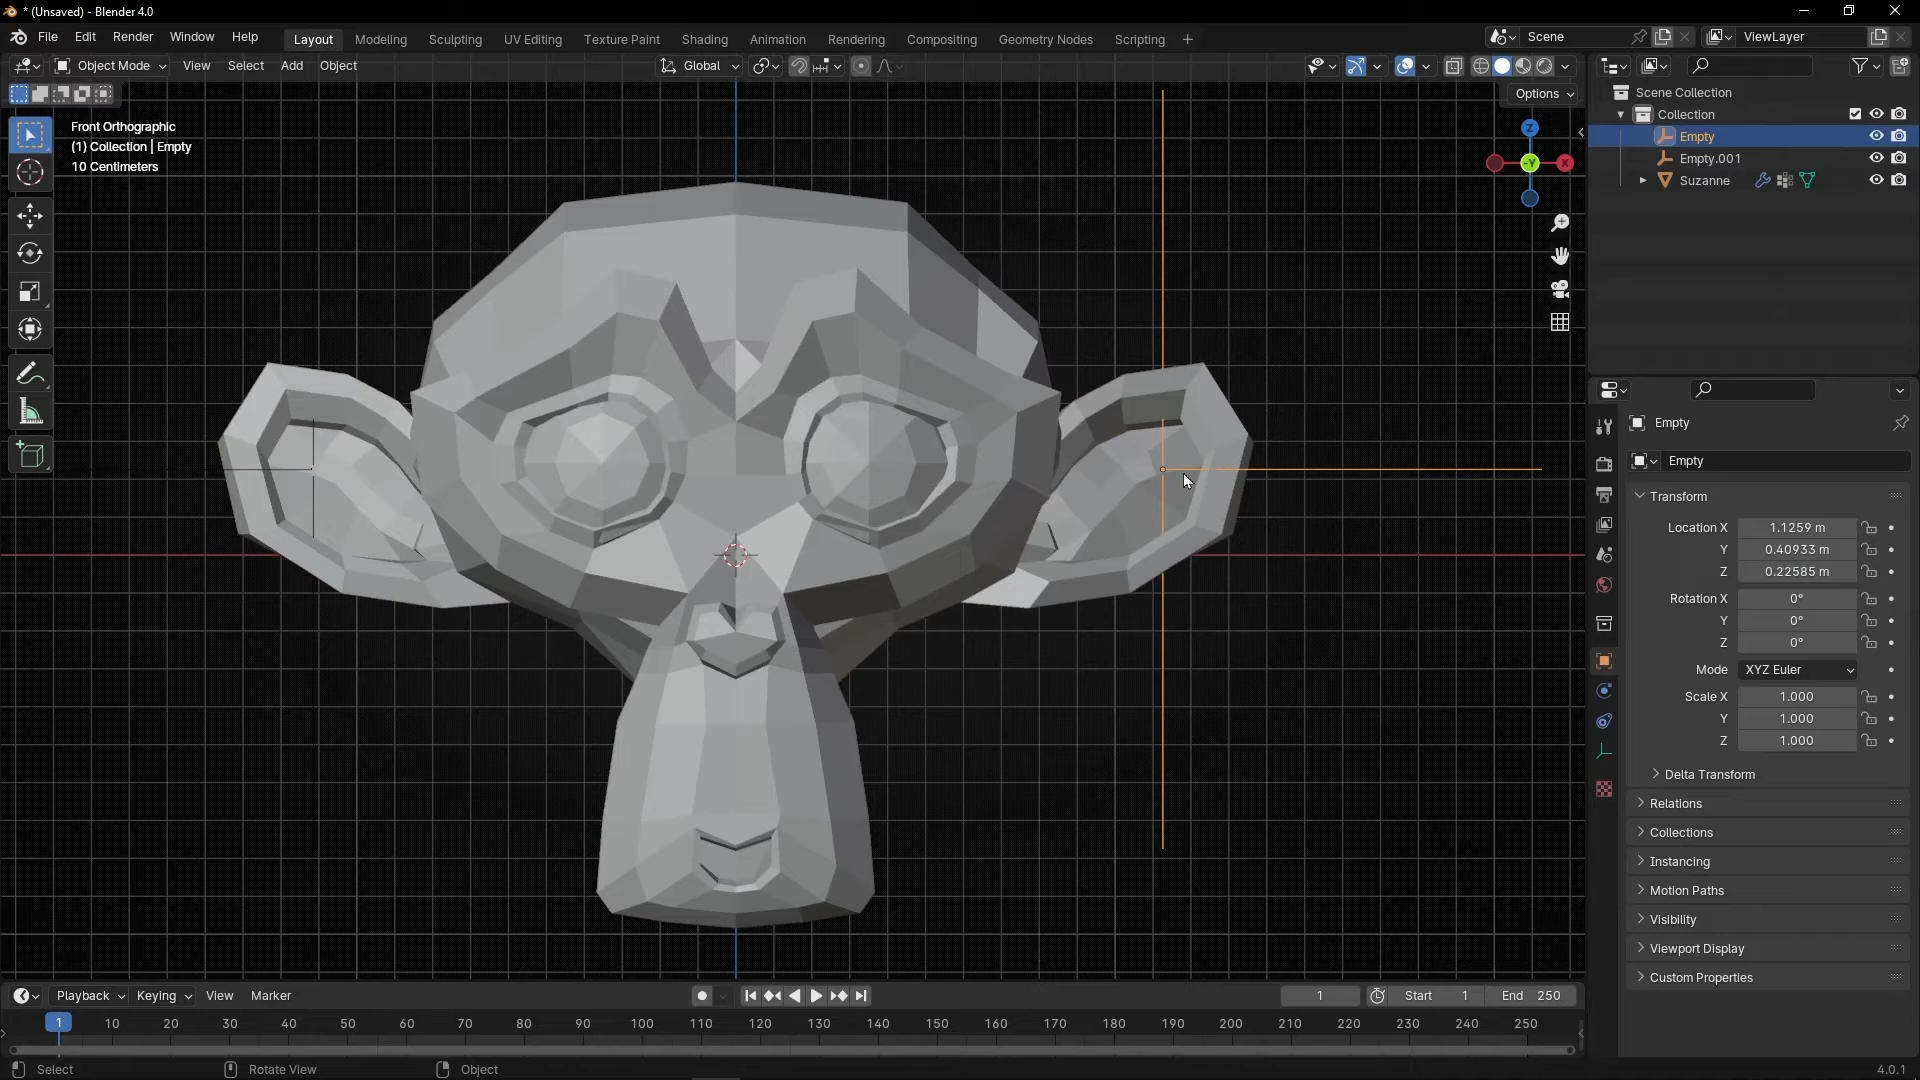 * (Unsaved) - Blender 4.0
File Edit Render Window Help Layout Modeling Sculpting UV Editing Texture Paint Shading Animation Rendering Compositing Geometry Nodes Scripting + Scene ViewLayer
Object Mode View Select Add Object Global
Options
Front Orthographic
(1) Collection | Empty
10 Centimeters
Z
-Y
X
Scene Collection
Collection
Empty
Empty.001
Suzanne
Empty
Empty
Transform
Location X 1.1259 m
Y 0.40933 m
Z 0.22585 m
Rotation X 0°
Y 0°
Z 0°
Mode XYZ Euler
Scale X 1.000
Y 1.000
Z 1.000
Delta Transform
Relations
Collections
Instancing
Motion Paths
Visibility
Viewport Display
Custom Properties
Playback Keying View Marker 1 Start 1 End 250
1 10 20 30 40 50 60 70 80 90 100 110 120 130 140 150 160 170 180 190 200 210 220 230 240 250
Select Rotate View Object 4.0.1